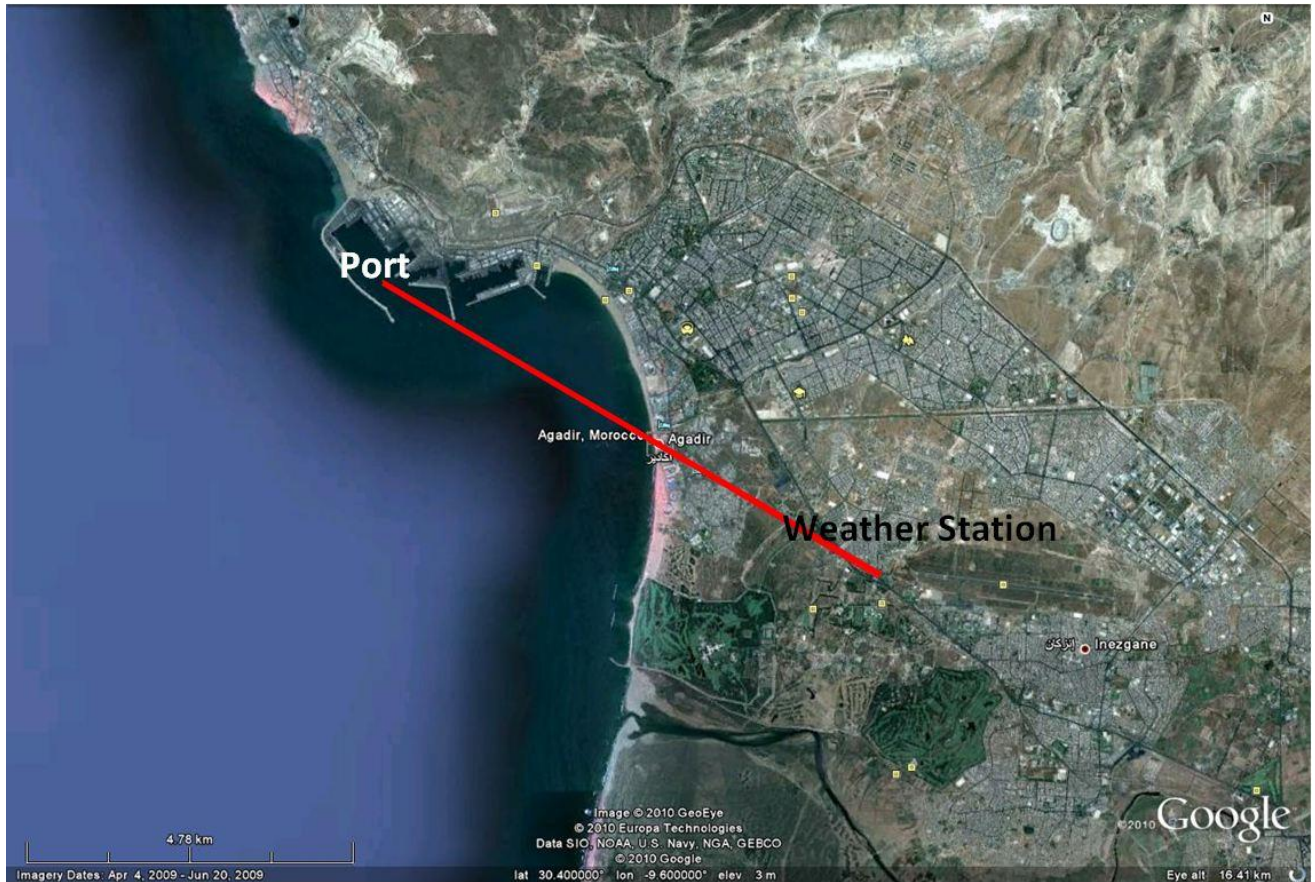 N
Port
Agadir, Morocco
Agadir
اكادير
Weather Station
إنزكان
Inezgane
Image © 2010 GeoEye
© 2010 Europa Technologies
Data SIO, NOAA, U.S. Navy, NGA, GEBCO
© 2010 Google
©2010 Google
4.78 km
Imagery Dates: Apr 4, 2009 - Jun 20, 2009
lat 30.400000° lon -9.600000° elev 3 m
Eye alt 16.41 km